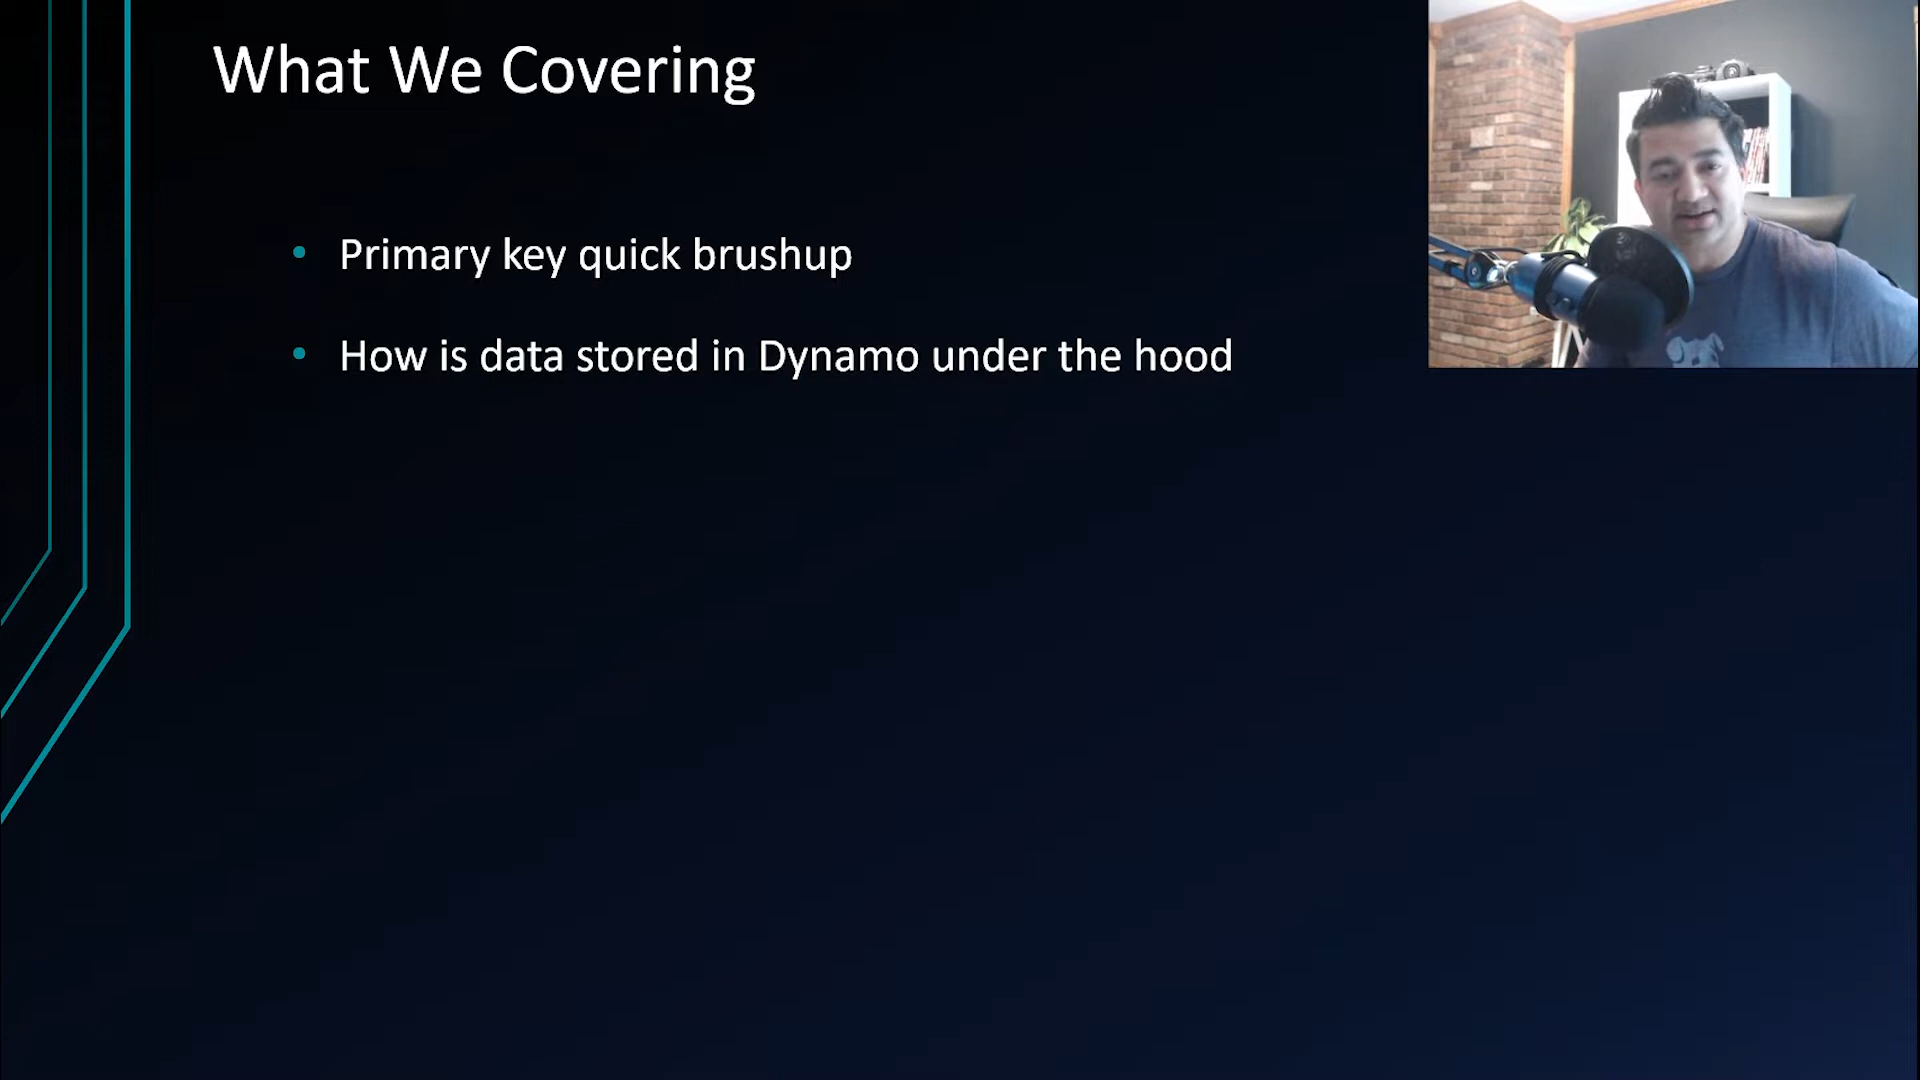 What We Covering
Primary key quick brushup
How is data stored in Dynamo under the hood